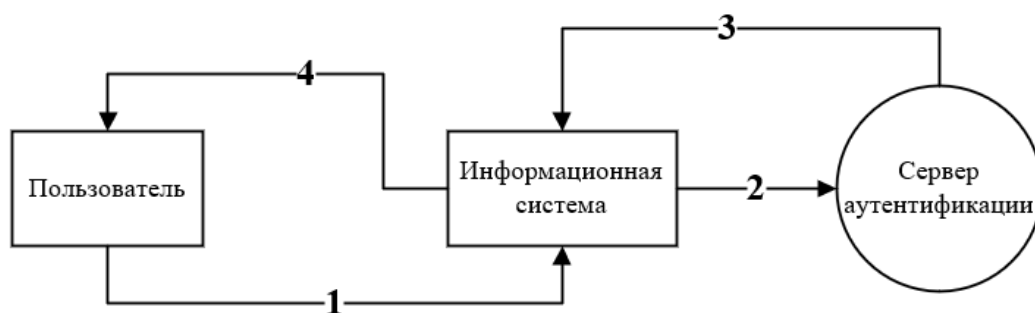 3
4
Пользователь
Информационная
система
2
Сервер
аутентификации
1